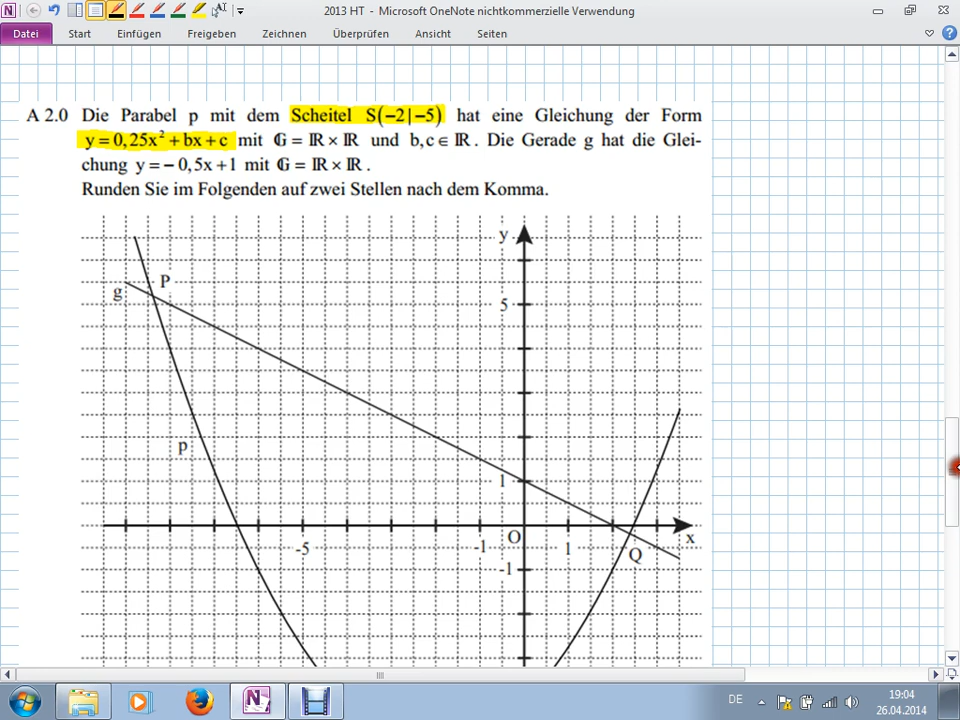 2013 HT - Microsoft OneNote nichtkommerzielle Verwendung
Datei Start Einfügen Freigeben Zeichnen Überprüfen Ansicht Seiten
A 2.0 Die Parabel p mit dem Scheitel S(−2|−5) hat eine Gleichung der Form
y = 0,25x² + bx + c mit 𝔾 = ℝ × ℝ und b, c ∈ ℝ. Die Gerade g hat die Glei-
chung y = − 0,5x + 1 mit 𝔾 = ℝ × ℝ.
Runden Sie im Folgenden auf zwei Stellen nach dem Komma.
y
P
g
5
p
1
O
-5 -1 1 x
Q
-1
DE 19:04
26.04.2014